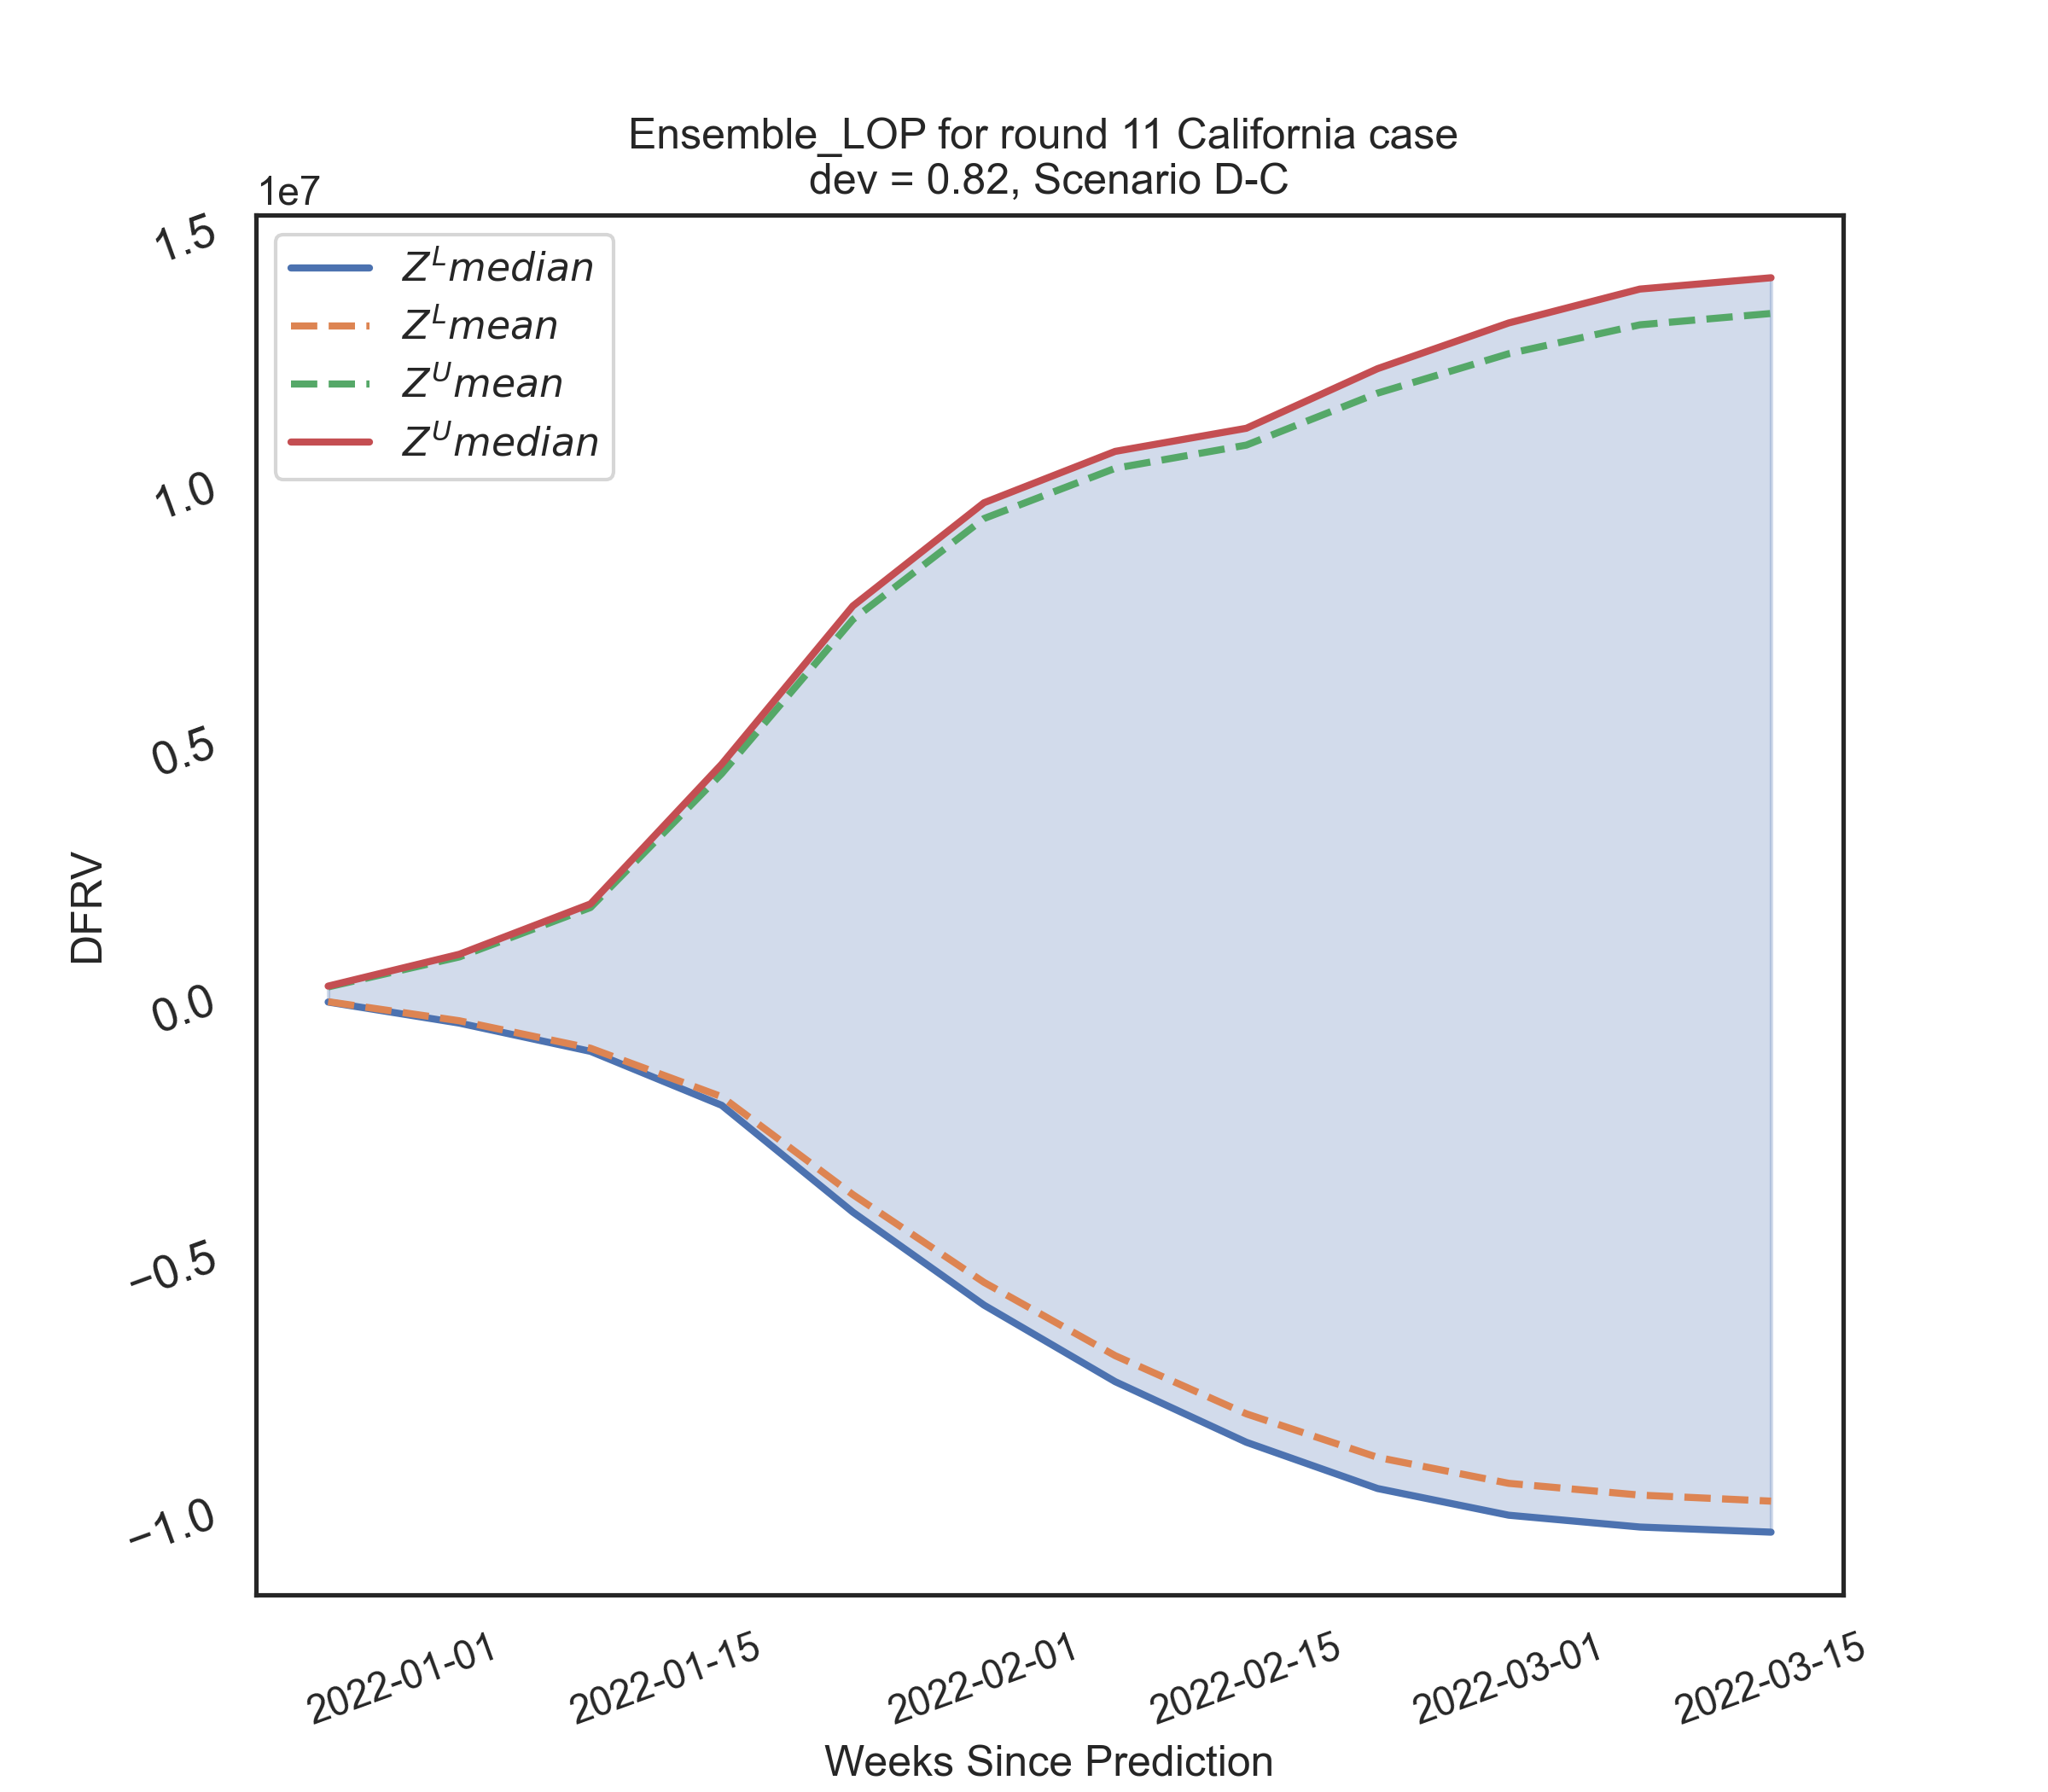 Ensemble_LOP for round 11 California case
dev = 0.82, Scenario D-C
1e7
1.5
1.0
0.5
0.0
−0.5
−1.0
Z^L median
Z^L mean
Z^U mean
Z^U median
DFRV
2022-01-01
2022-01-15
2022-02-01
2022-02-15
2022-03-01
2022-03-15
Weeks Since Prediction